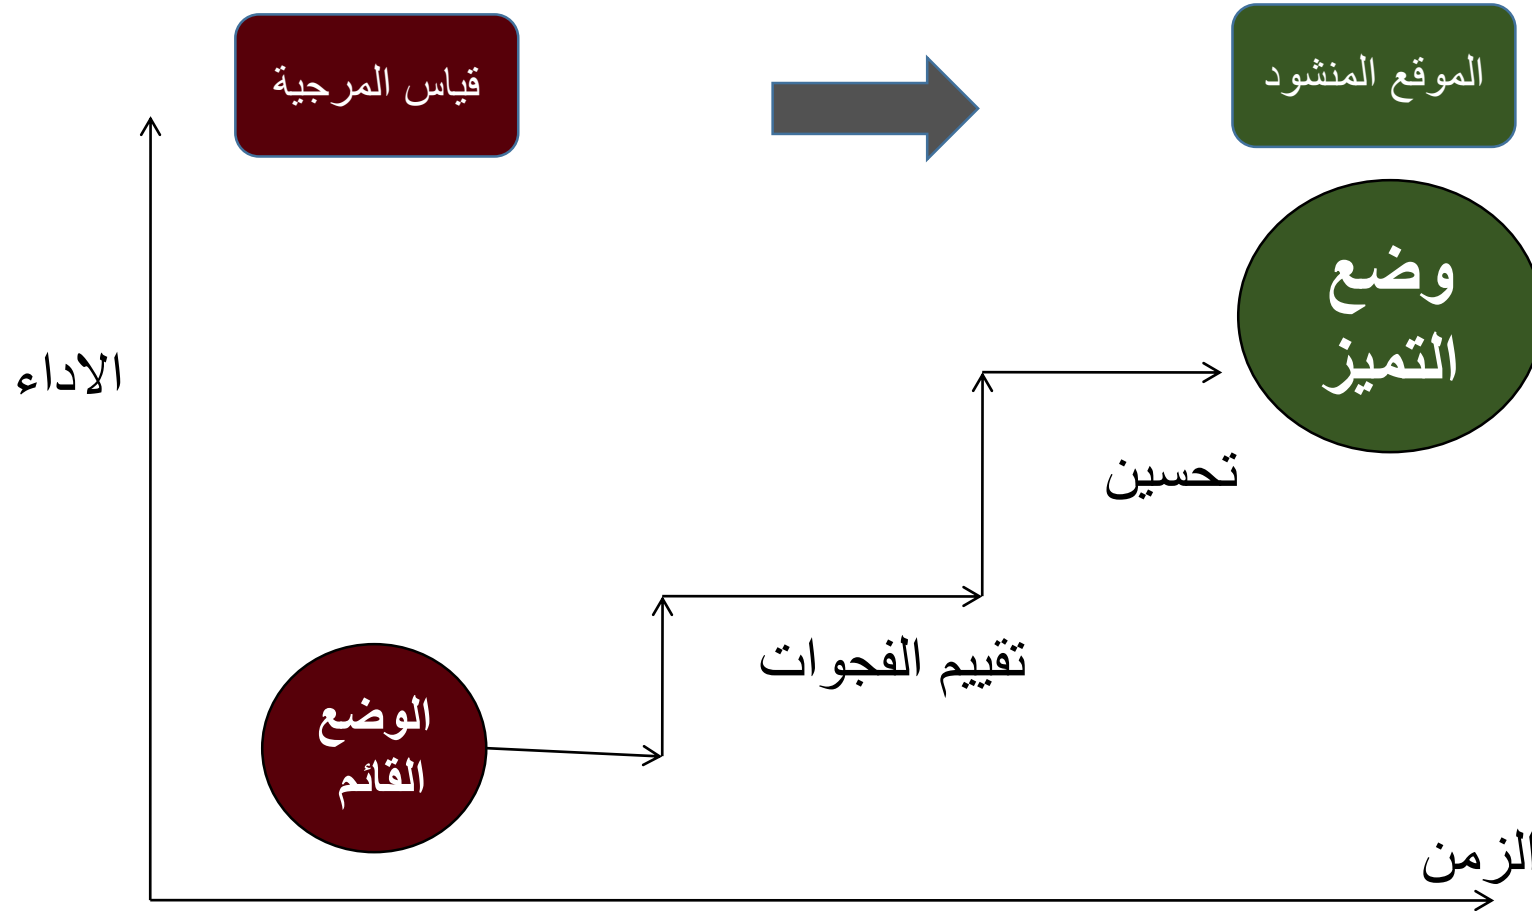 الموقع المنشود
قياس المرجية
وضع
التميز
الاداء
تحسين
تقييم الفجوات
الوضع
القائم
الزمن